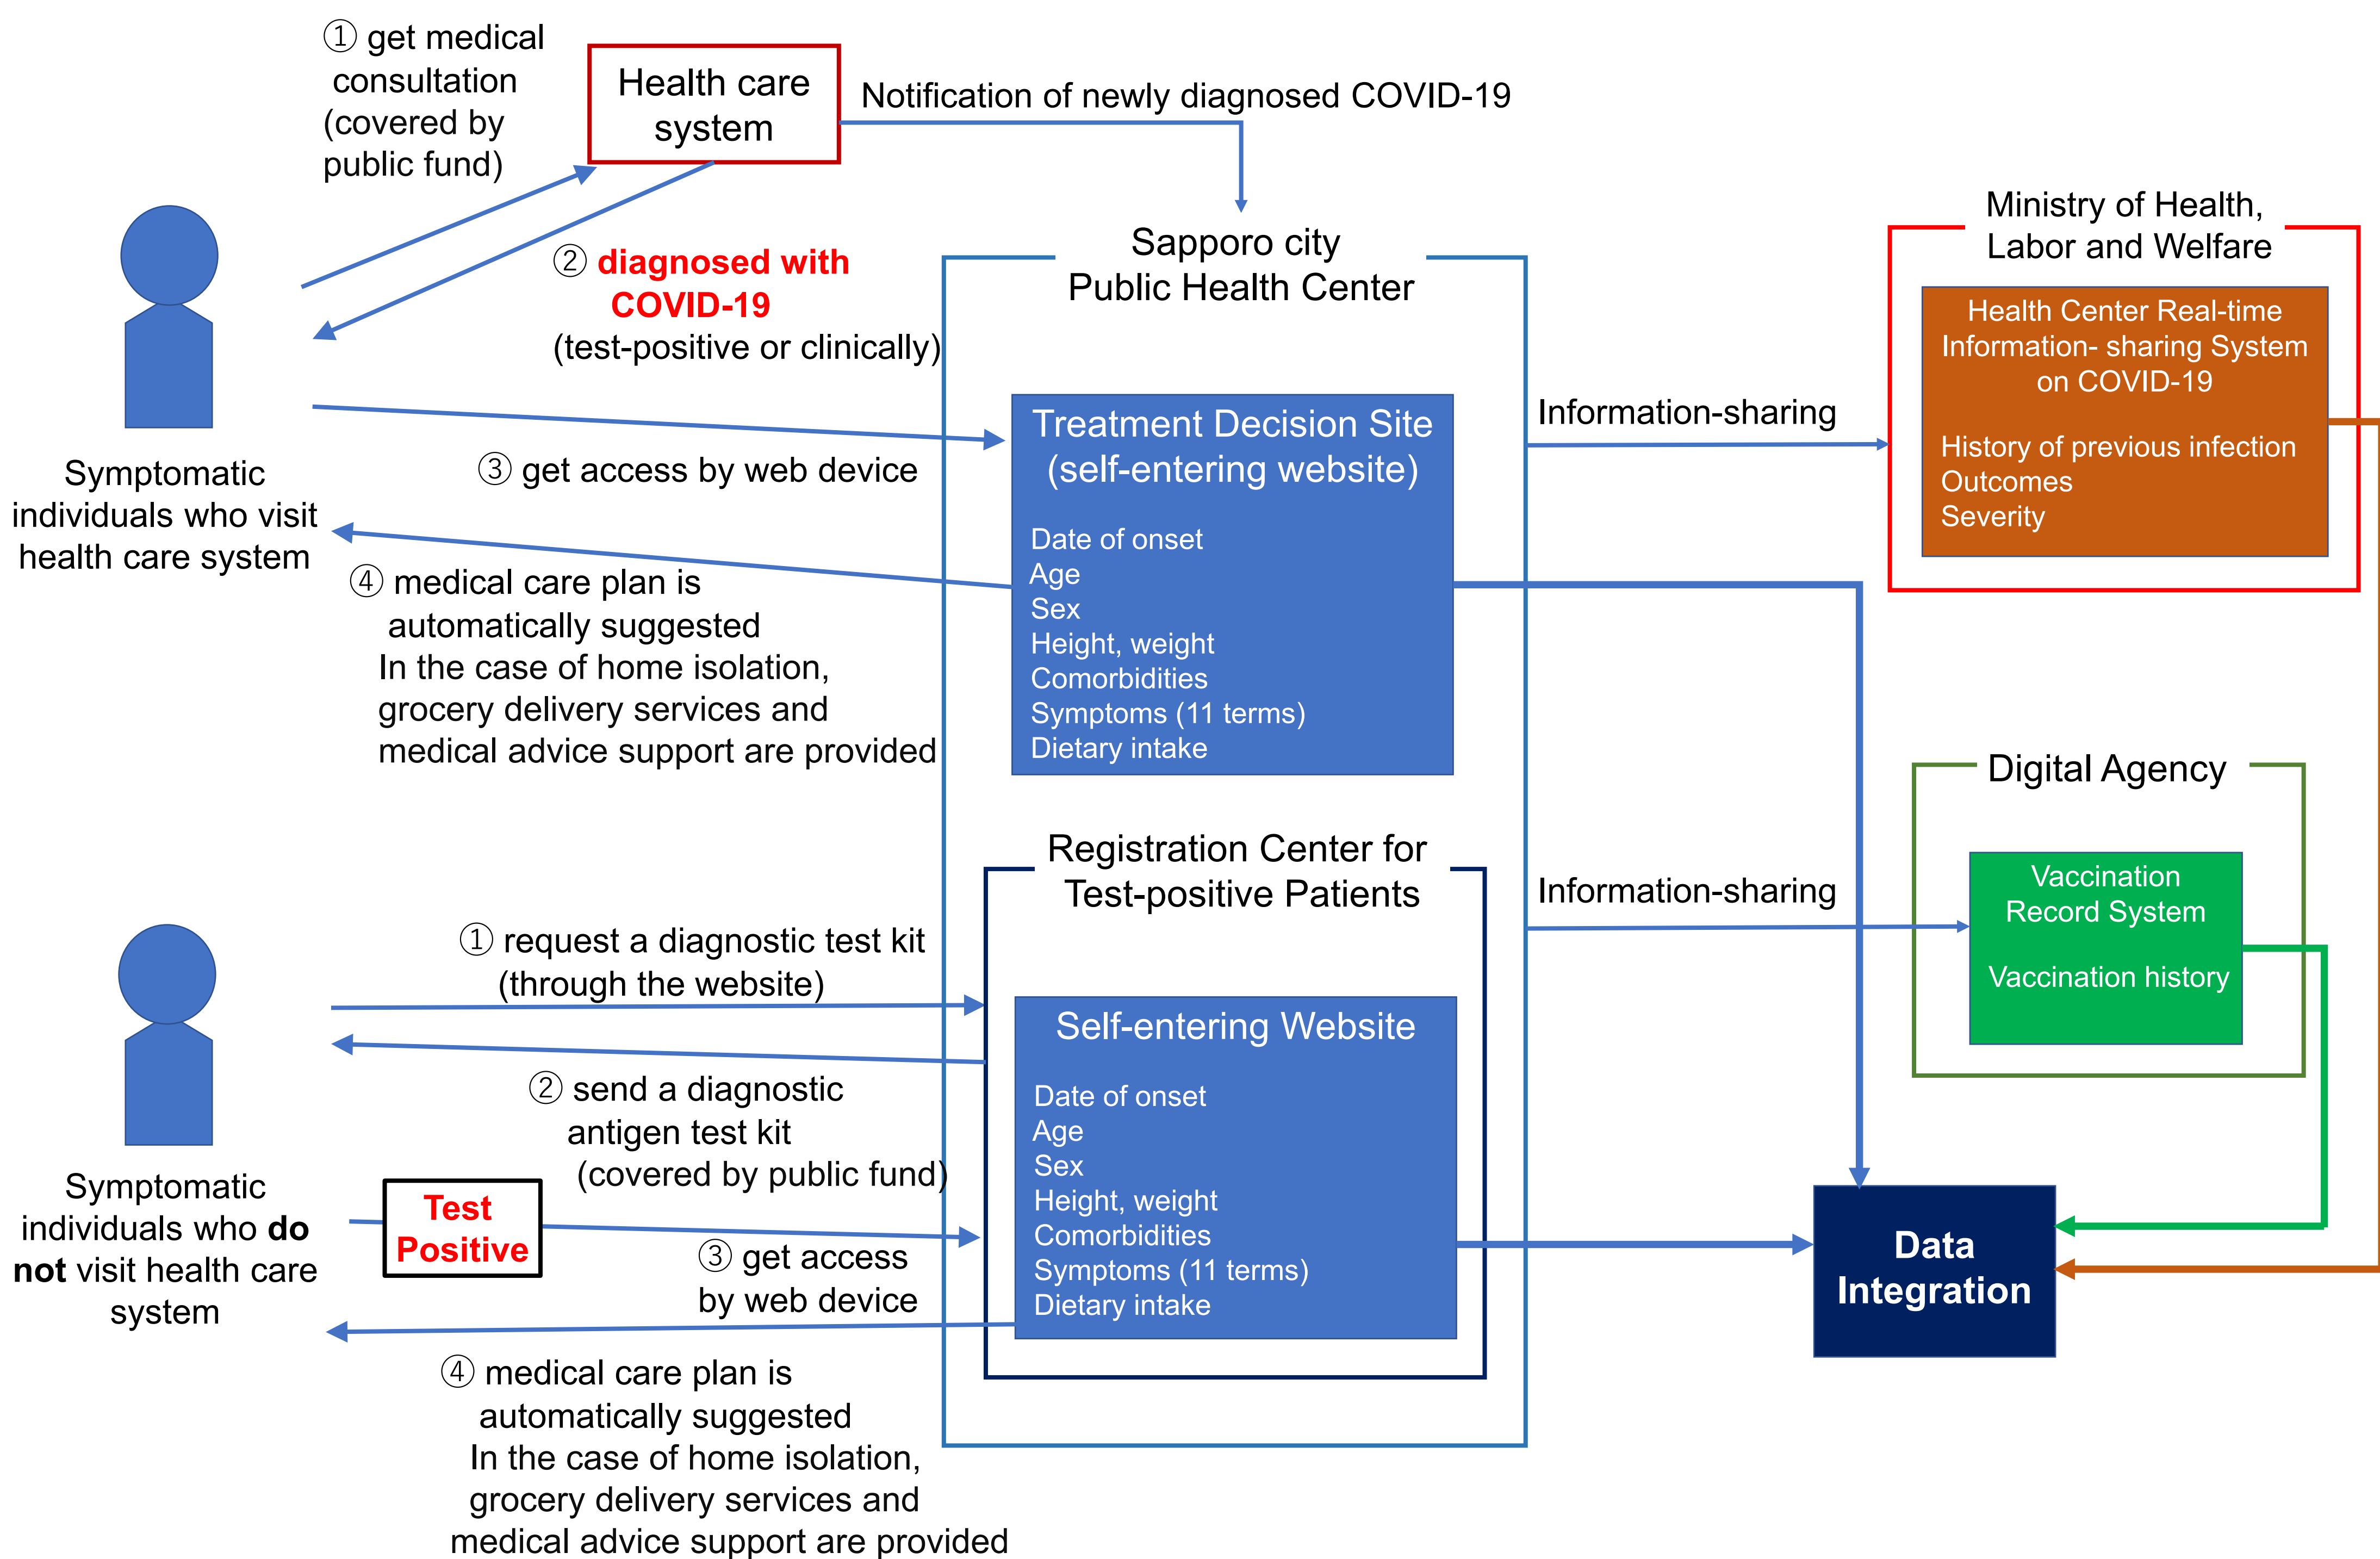 ① get medical
consultation
(covered by
public fund)
Health care
system
Notification of newly diagnosed COVID-19
② diagnosed with
COVID-19
(test-positive or clinically)
Symptomatic
individuals who visit
health care system
③ get access by web device
④ medical care plan is
automatically suggested
In the case of home isolation,
grocery delivery services and
medical advice support are provided
Sapporo city
Public Health Center
Treatment Decision Site
(self-entering website)
Date of onset
Age
Sex
Height, weight
Comorbidities
Symptoms (11 terms)
Dietary intake
Information-sharing
Ministry of Health,
Labor and Welfare
Health Center Real-time
Information- sharing System
on COVID-19
History of previous infection
Outcomes
Severity
Symptomatic
individuals who do
not visit health care
system
① request a diagnostic test kit
(through the website)
② send a diagnostic
antigen test kit
(covered by public fund)
Test
Positive
③ get access
by web device
④ medical care plan is
automatically suggested
In the case of home isolation,
grocery delivery services and
medical advice support are provided
Registration Center for
Test-positive Patients
Self-entering Website
Date of onset
Age
Sex
Height, weight
Comorbidities
Symptoms (11 terms)
Dietary intake
Information-sharing
Digital Agency
Vaccination
Record System
Vaccination history
Data
Integration